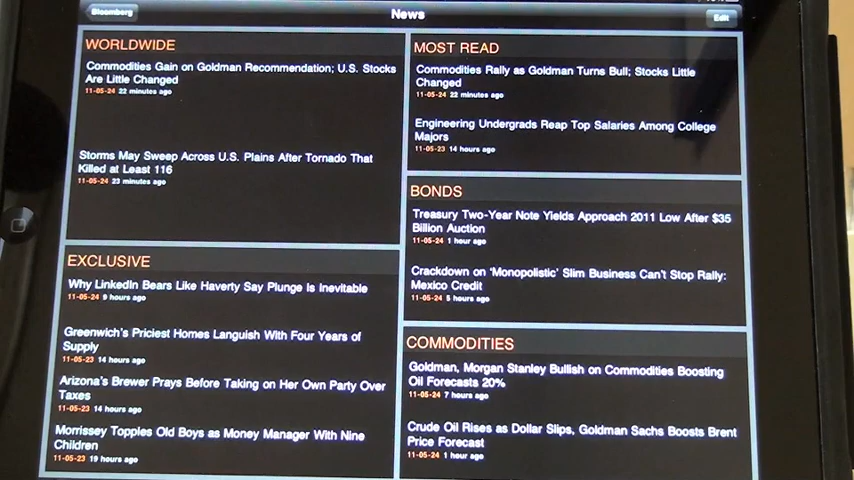 Bloomberg
News
Edit
WORLDWIDE
Commodities Gain on Goldman Recommendation; U.S. Stocks
Are Little Changed
11-05-24 22 minutes ago
Storms May Sweep Across U.S. Plains After Tornado That
Killed at Least 116
11-05-24 23 minutes ago
EXCLUSIVE
Why LinkedIn Bears Like Haverty Say Plunge Is Inevitable
11-05-24 9 hours ago
Greenwich's Priciest Homes Languish With Four Years of
Supply
11-05-23 14 hours ago
Arizona's Brewer Prays Before Taking on Her Own Party Over
Taxes
11-05-23 14 hours ago
Morrissey Topples Old Boys as Money Manager With Nine
Children
11-05-23 19 hours ago
MOST READ
Commodities Rally as Goldman Turns Bull; Stocks Little
Changed
11-05-24 22 minutes ago
Engineering Undergrads Reap Top Salaries Among College
Majors
11-05-23 14 hours ago
BONDS
Treasury Two-Year Note Yields Approach 2011 Low After $35
Billion Auction
11-05-24 1 hour ago
Crackdown on 'Monopolistic' Slim Business Can't Stop Rally:
Mexico Credit
11-05-24 5 hours ago
COMMODITIES
Goldman, Morgan Stanley Bullish on Commodities Boosting
Oil Forecasts 20%
11-05-24 7 hours ago
Crude Oil Rises as Dollar Slips, Goldman Sachs Boosts Brent
Price Forecast
11-05-24 1 hour ago